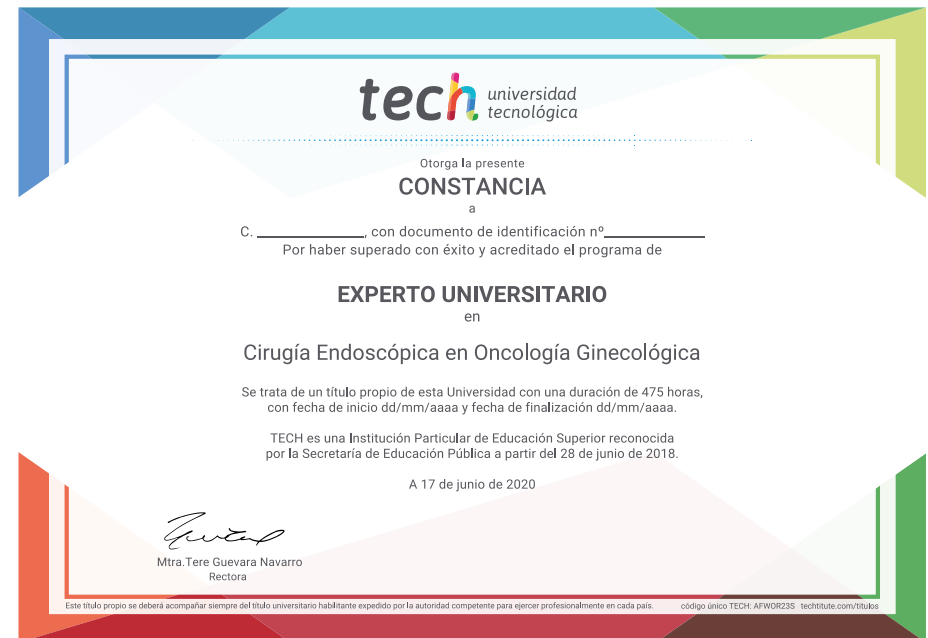 tech universidad
tecnológica
Otorga la presente
CONSTANCIA
a
C. ____________, con documento de identificación nº____________
Por haber superado con éxito y acreditado el programa de
EXPERTO UNIVERSITARIO
en
Cirugía Endoscópica en Oncología Ginecológica
Se trata de un título propio de esta Universidad con una duración de 475 horas,
con fecha de inicio dd/mm/aaaa y fecha de finalización dd/mm/aaaa.
TECH es una Institución Particular de Educación Superior reconocida
por la Secretaría de Educación Pública a partir del 28 de junio de 2018.
A 17 de junio de 2020
Mtra.Tere Guevara Navarro
Rectora
Este título propio se deberá acompañar siempre del título universitario habilitante expedido por la autoridad competente para ejercer profesionalmente en cada país. código único TECH: AFWOR23S techtitute.com/titulos